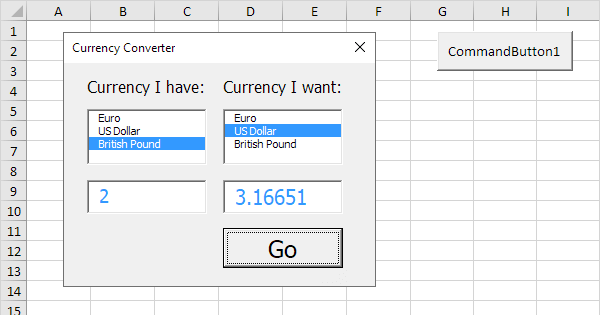 A B C D E F G H I
1
2
3
4
5
6
7
8
9
10
11
12
13
14
15
Currency Converter
CommandButton1
Currency I have: Currency I want:
Euro
US Dollar
British Pound
Euro
US Dollar
British Pound
2
3.16651
Go